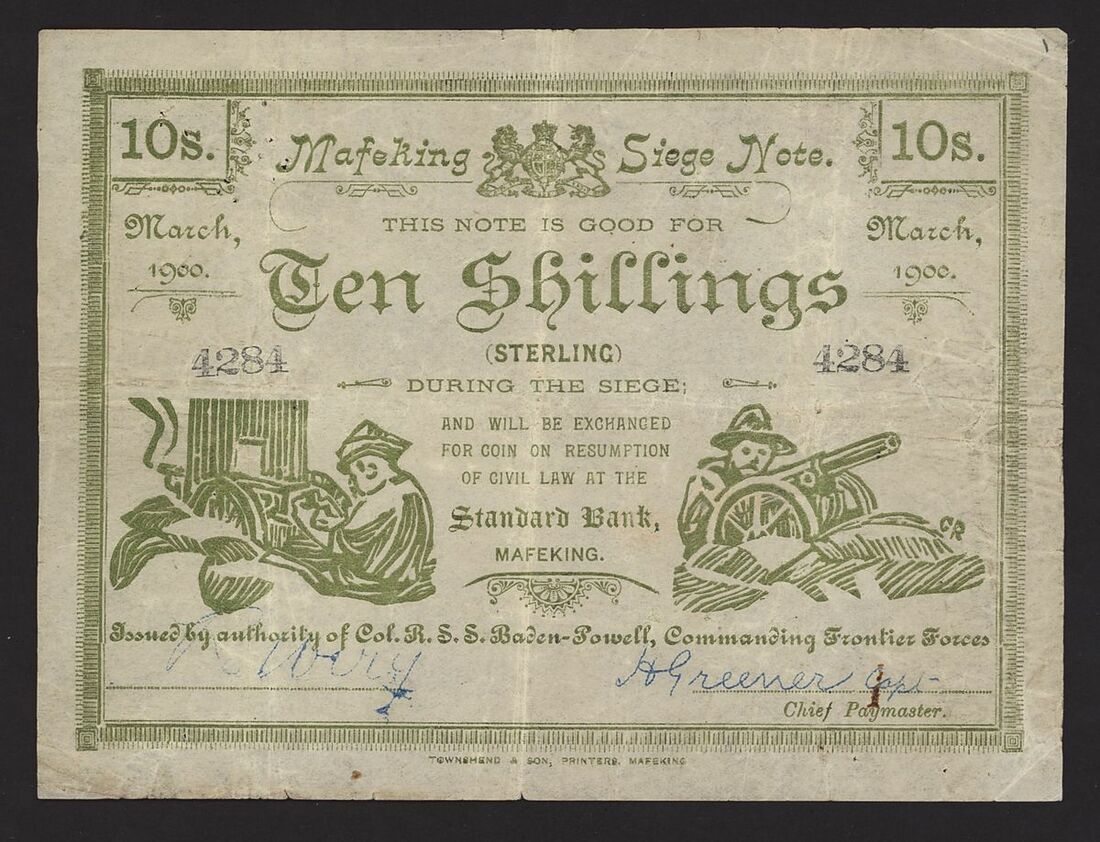 10s.
Mafeking Siege Note.
10s.
March,
1900.
THIS NOTE IS GOOD FOR
March,
1900.
Ten Shillings
(STERLING)
4284
4284
DURING THE SIEGE;
AND WILL BE EXCHANGED
FOR COIN ON RESUMPTION
OF CIVIL LAW AT THE
Standard Bank,
MAFEKING.
CR
Issued by authority of Col. R. S. S. Baden-Powell, Commanding Frontier Forces
H Greener Capt
Chief Paymaster.
TOWNSHEND & SON, PRINTERS, MAFEKING